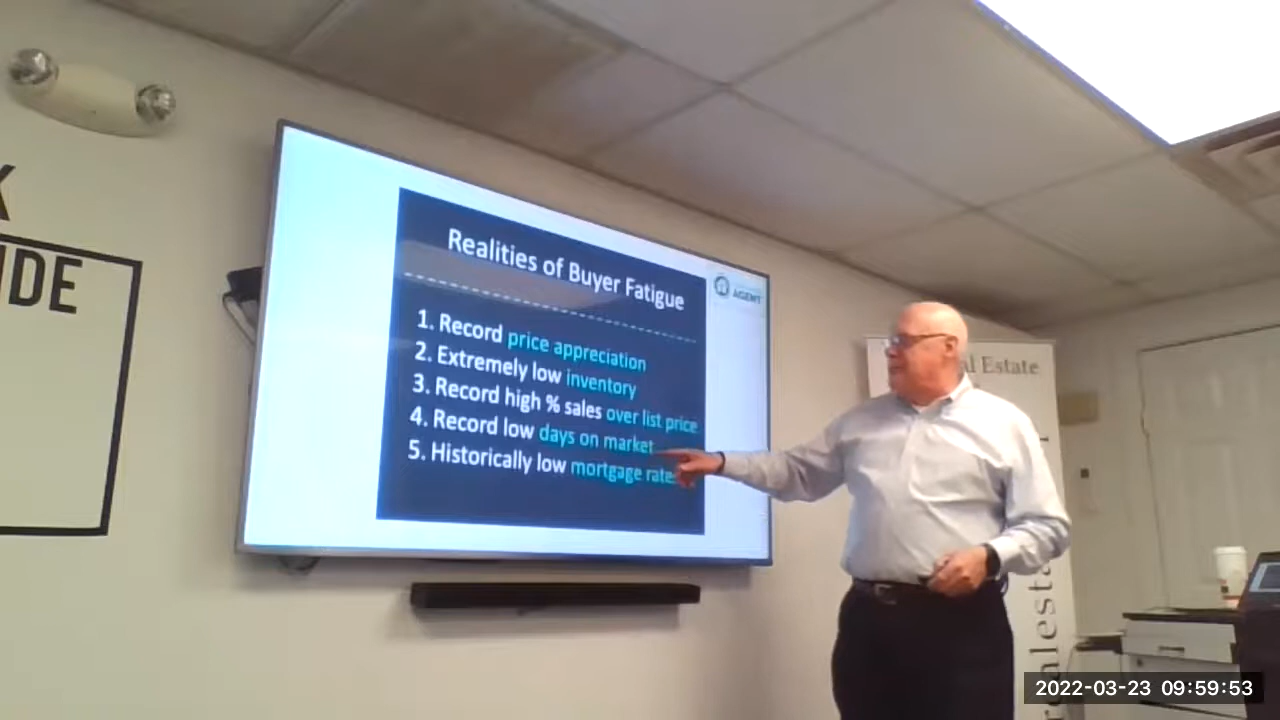 K
IDE
Realities of Buyer Fatigue
AGENT
1. Record price appreciation
2. Extremely low inventory
3. Record high % sales over list price
4. Record low days on market
5. Historically low mortgage rates
al Estate
realesta
2022-03-23 09:59:53